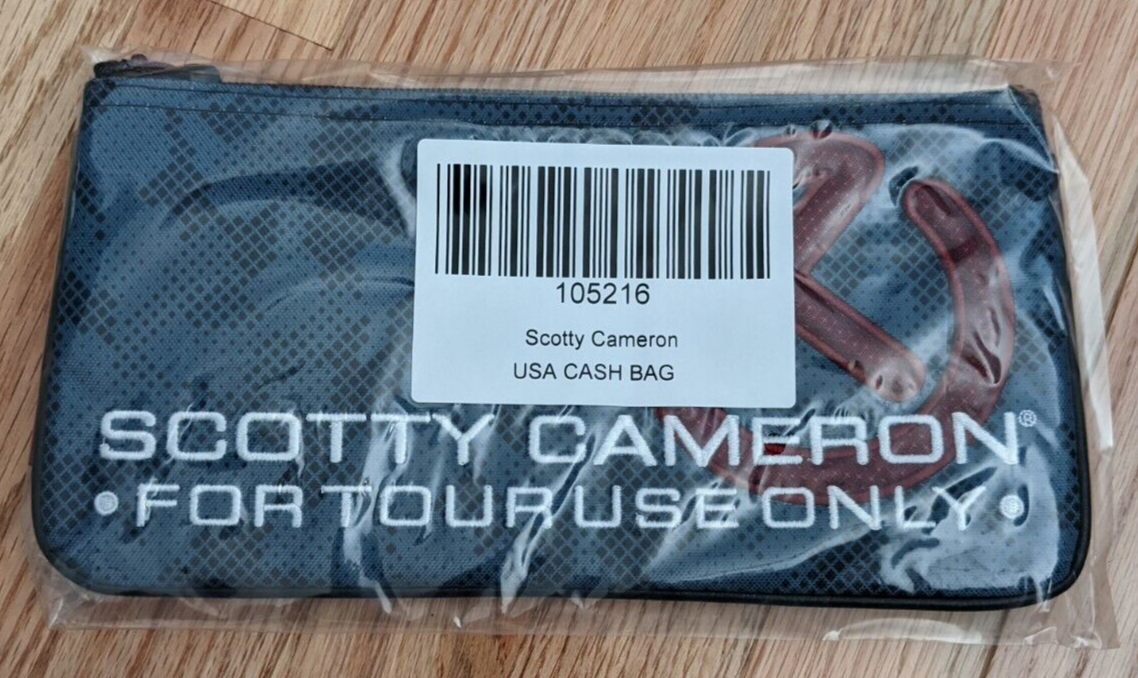 105216
Scotty Cameron
USA CASH BAG
SCOTTY CAMERON®
• FOR TOUR USE ONLY •